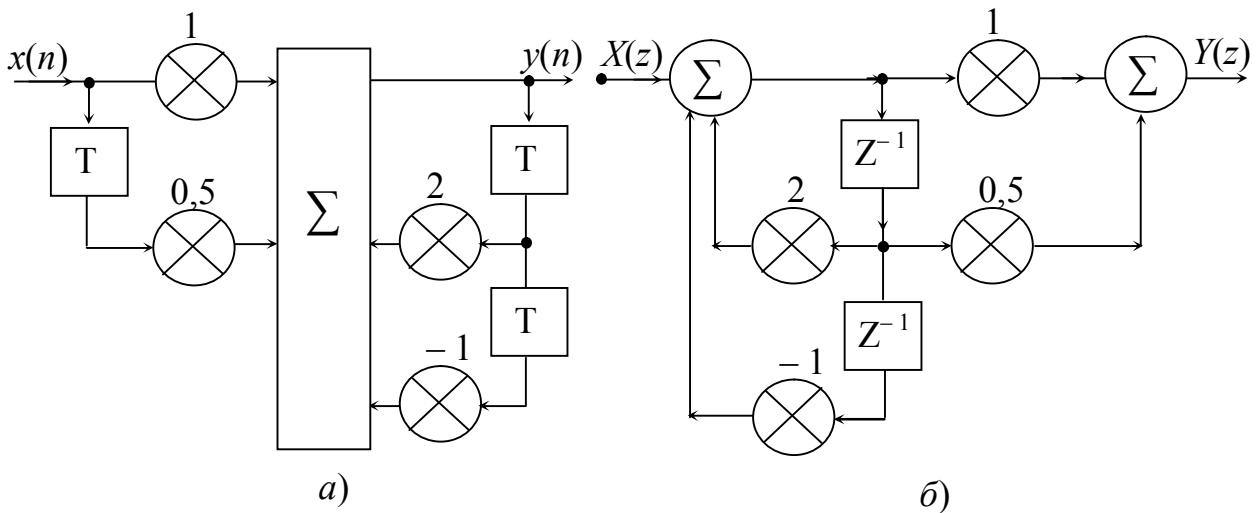 1
x(n)
y(n)
T
T
0,5
∑
2
T
– 1
а)
X(z)
∑
1
∑
Y(z)
Z⁻¹
2
0,5
Z⁻¹
– 1
б)